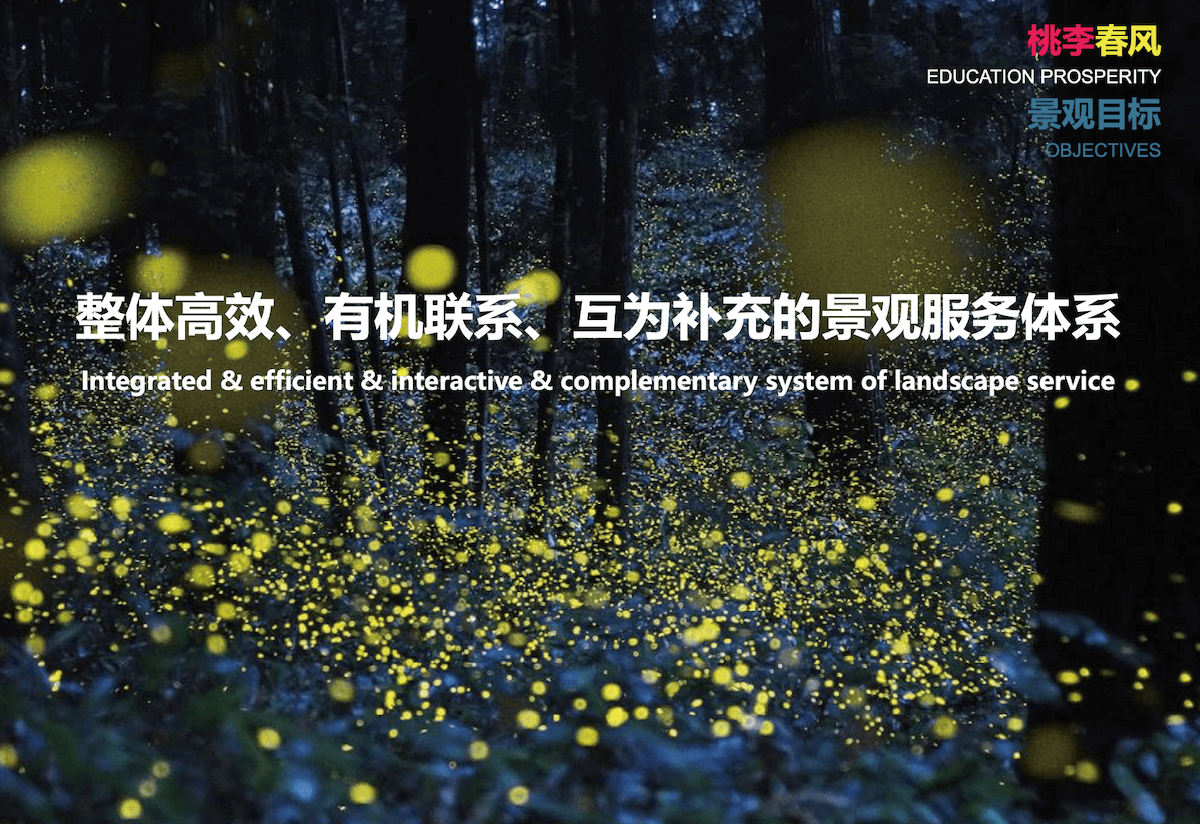 桃李春风
EDUCATION PROSPERITY
景观目标
OBJECTIVES
整体高效、有机联系、互为补充的景观服务体系
Integrated & efficient & interactive & complementary system of landscape service